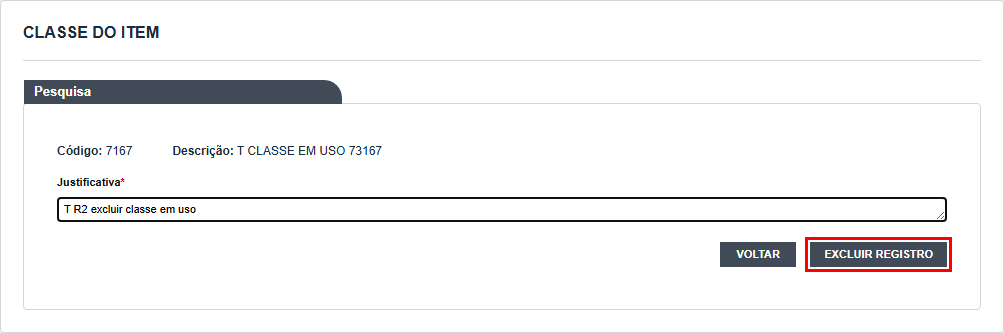 CLASSE DO ITEM
Pesquisa
Código: 7167 Descrição: T CLASSE EM USO 73167
Justificativa*
T R2 excluir classe em uso
VOLTAR EXCLUIR REGISTRO